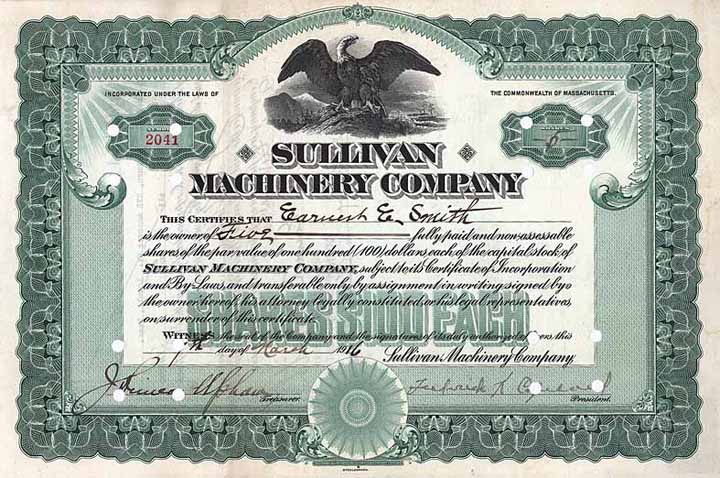 INCORPORATED UNDER THE LAWS OF THE COMMONWEALTH OF MASSACHUSETTS.
2041 5
SULLIVAN
MACHINERY COMPANY
THIS CERTIFIES THAT Earnest E. Smith
is the owner of Five fully paid and non-assessable
shares of the par value of one hundred (100) dollars each of the capital stock of
SULLIVAN MACHINERY COMPANY, subject to its Certificate of Incorporation
and By-Laws, and transferable only by assignment in writing signed by
the owner hereof, his attorney legally constituted, or his legal representatives,
on surrender of this certificate.
SHARES $100 EACH
WITNESS the seal of the Company and the signatures of its duly authorized officers this
7th day of March 1916 Sullivan Machinery Company,
J. Upham Frederick K. Copeland
Treasurer. President.